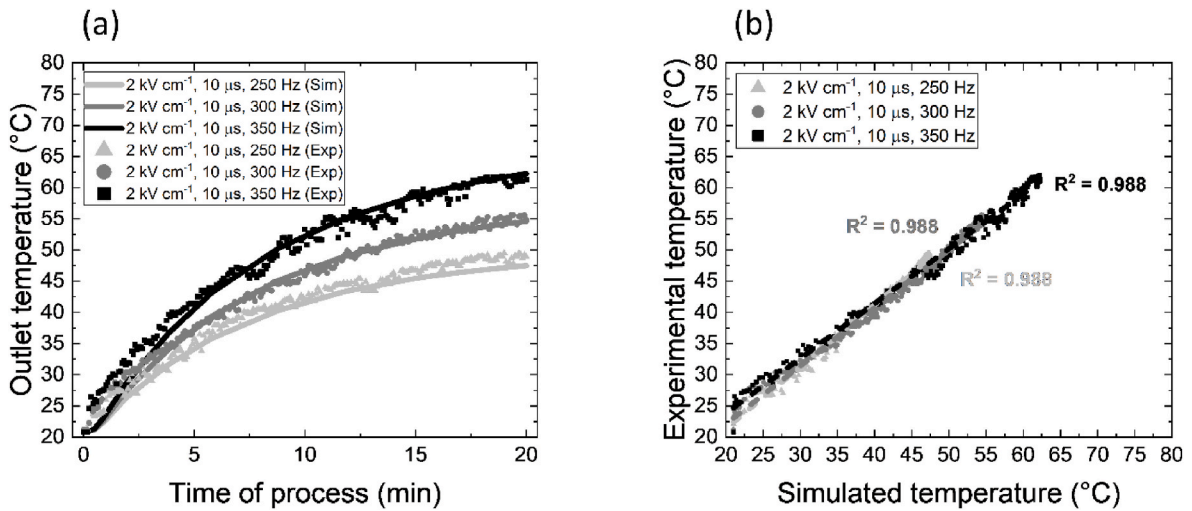 (a)
80
75
70
65
60
55
50
45
40
35
30
25
20
Outlet temperature (°C)
2 kV cm⁻¹, 10 µs, 250 Hz (Sim)
2 kV cm⁻¹, 10 µs, 300 Hz (Sim)
2 kV cm⁻¹, 10 µs, 350 Hz (Sim)
2 kV cm⁻¹, 10 µs, 250 Hz (Exp)
2 kV cm⁻¹, 10 µs, 300 Hz (Exp)
2 kV cm⁻¹, 10 µs, 350 Hz (Exp)
0 5 10 15 20
Time of process (min)
(b)
80
75
70
65
60
55
50
45
40
35
30
25
20
Experimental temperature (°C)
2 kV cm⁻¹, 10 µs, 250 Hz
2 kV cm⁻¹, 10 µs, 300 Hz
2 kV cm⁻¹, 10 µs, 350 Hz
R² = 0.988
R² = 0.988
R² = 0.988
20 25 30 35 40 45 50 55 60 65 70 75 80
Simulated temperature (°C)